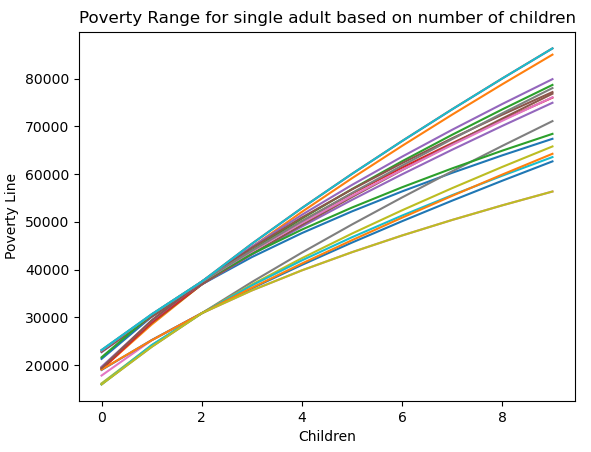 Poverty Range for single adult based on number of children
80000
70000
60000
50000
40000
30000
20000
Poverty Line
0 2 4 6 8
Children